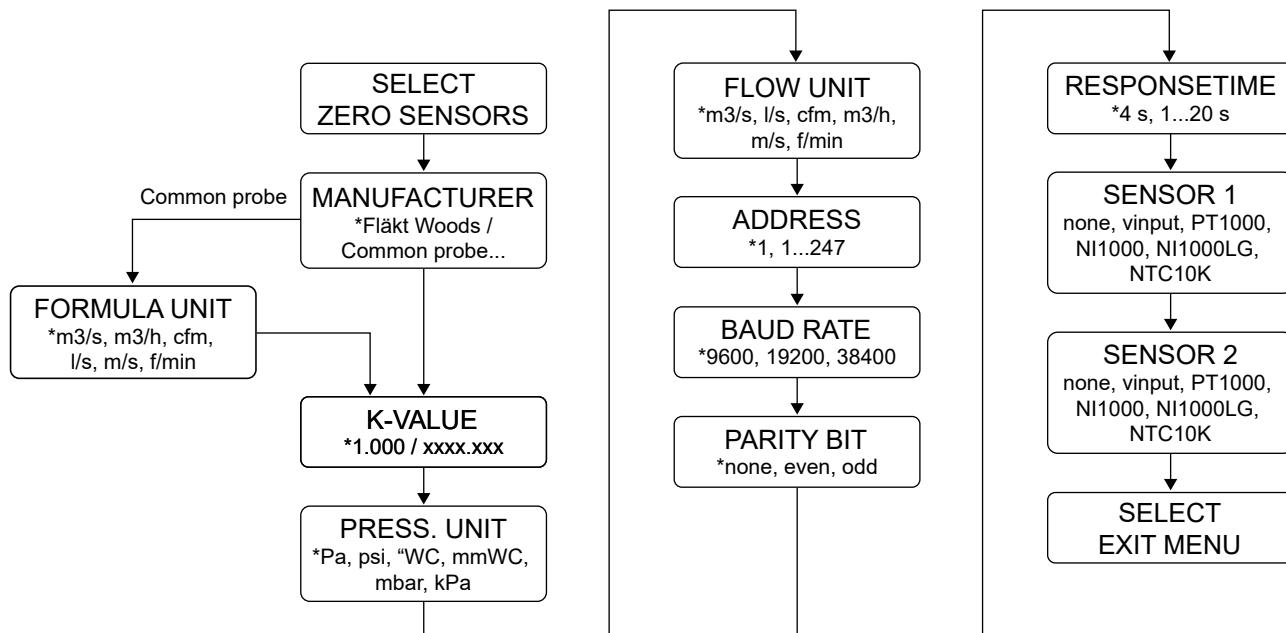 SELECT
ZERO SENSORS
MANUFACTURER
*Fläkt Woods /
Common probe...
Common probe
FORMULA UNIT
*m3/s, m3/h, cfm,
l/s, m/s, f/min
K-VALUE
*1.000 / xxxx.xxx
PRESS. UNIT
*Pa, psi, “WC, mmWC,
mbar, kPa
FLOW UNIT
*m3/s, l/s, cfm, m3/h,
m/s, f/min
ADDRESS
*1, 1...247
BAUD RATE
*9600, 19200, 38400
PARITY BIT
*none, even, odd
RESPONSETIME
*4 s, 1...20 s
SENSOR 1
none, vinput, PT1000,
NI1000, NI1000LG,
NTC10K
SENSOR 2
none, vinput, PT1000,
NI1000, NI1000LG,
NTC10K
SELECT
EXIT MENU